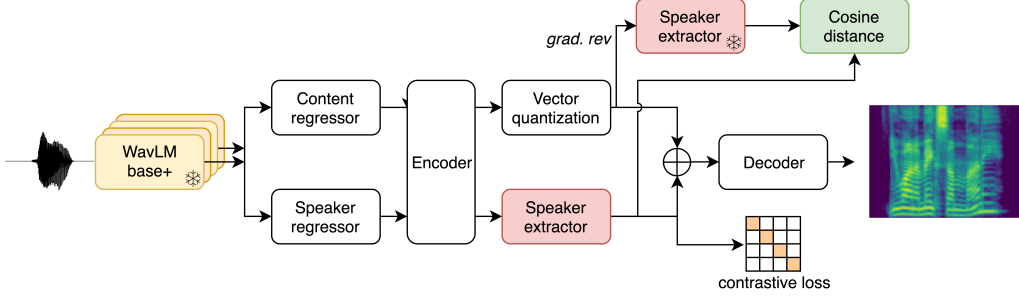 Speaker
extractor
Cosine
distance
grad. rev
Content
regressor
Vector
quantization
WavLM
base+
Encoder
Decoder
Speaker
regressor
Speaker
extractor
contrastive loss